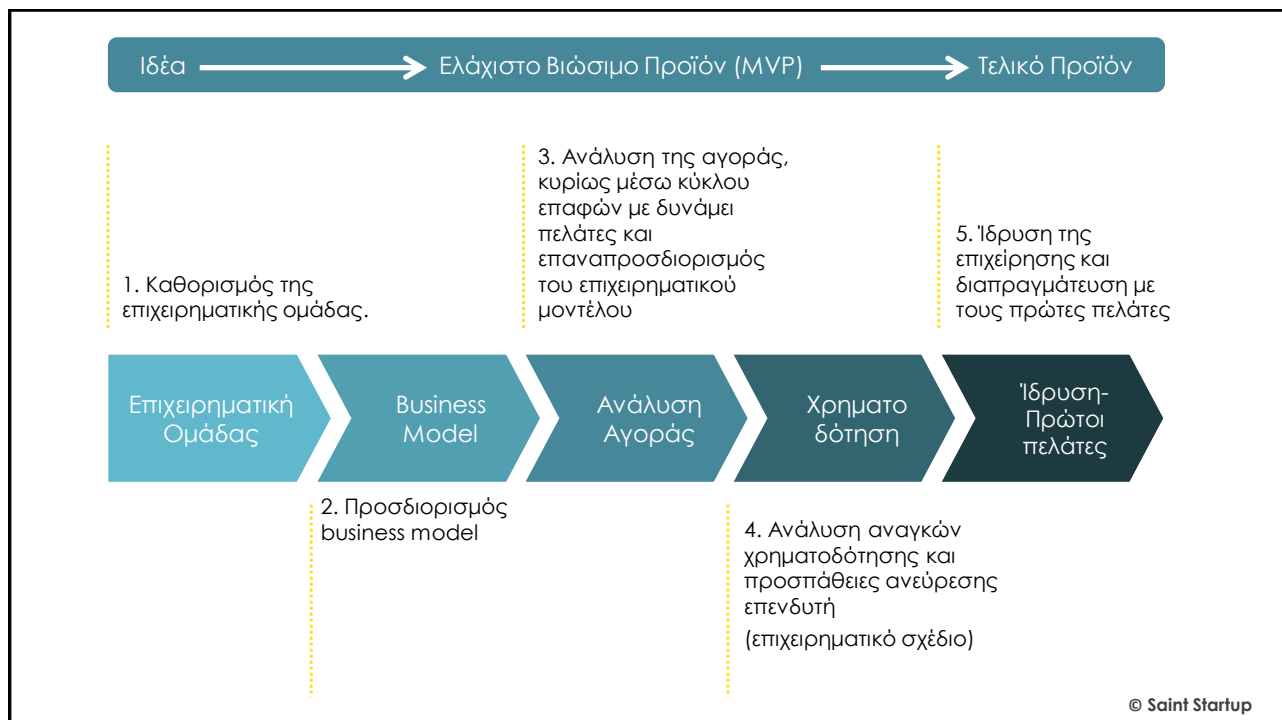 Ιδέα Ελάχιστο Βιώσιμο Προϊόν (MVP) Τελικό Προϊόν
1. Καθορισμός της
επιχειρηματικής ομάδας.
3. Ανάλυση της αγοράς,
κυρίως μέσω κύκλου
επαφών με δυνάμει
πελάτες και
επαναπροσδιορισμός
του επιχειρηματικού
μοντέλου
5. Ίδρυση της
επιχείρησης και
διαπραγμάτευση με
τους πρώτες πελάτες
Επιχειρηματική
Ομάδας
Business
Model
Ανάλυση
Αγοράς
Χρηματο
δότηση
Ίδρυση-
Πρώτοι
πελάτες
2. Προσδιορισμός
business model
4. Ανάλυση αναγκών
χρηματοδότησης και
προσπάθειες ανεύρεσης
επενδυτή
(επιχειρηματικό σχέδιο)
© Saint Startup